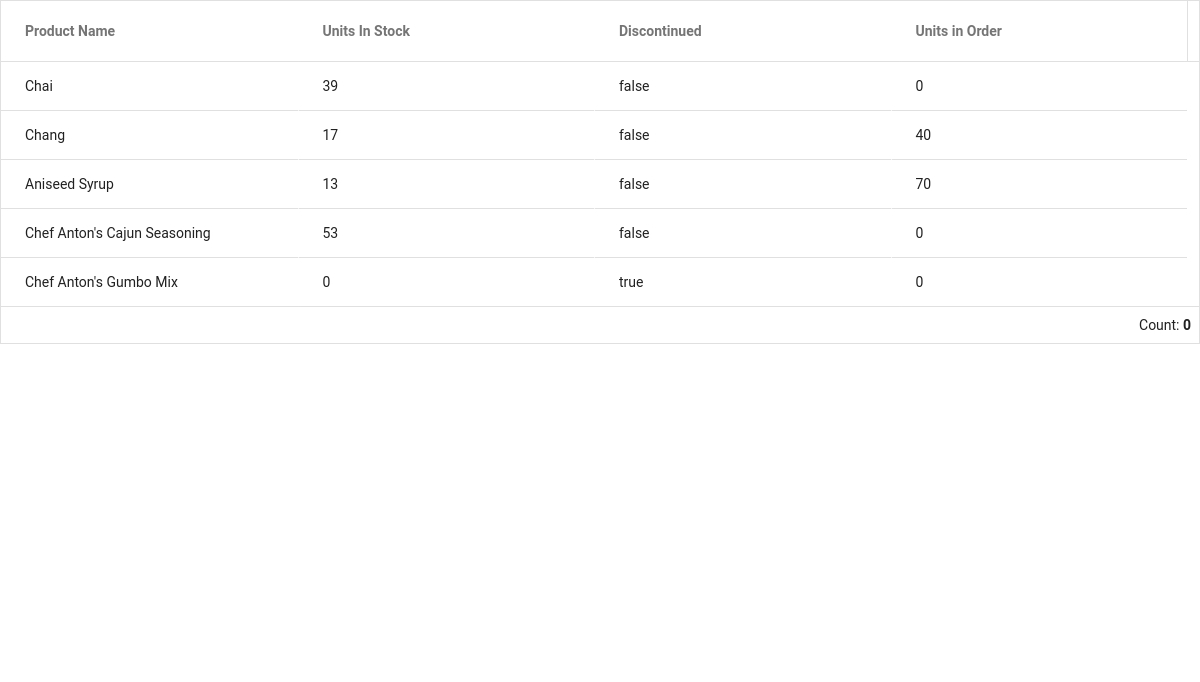 Product Name Units In Stock Discontinued Units in Order
Chai 39 false 0
Chang 17 false 40
Aniseed Syrup 13 false 70
Chef Anton's Cajun Seasoning 53 false 0
Chef Anton's Gumbo Mix 0 true 0
Count: 0